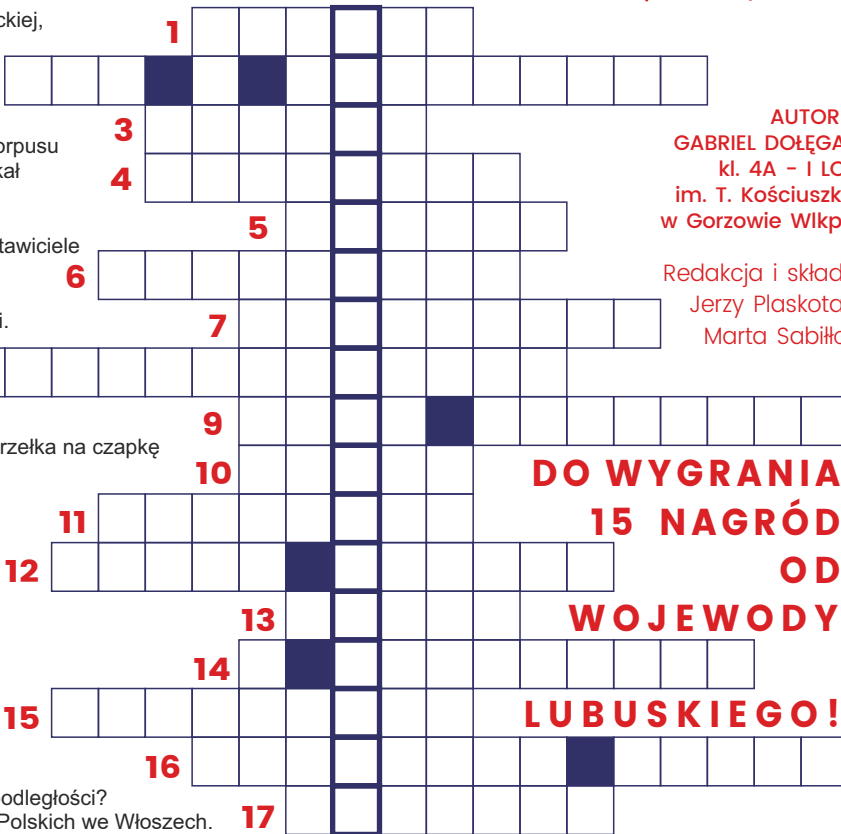 ckiej,
1
3
orpusu
kał
4
5
tawiciele
6
i.
7
9
rzełka na czapkę
10
11
12
13
14
15
16
odległości?
Polskich we Włoszech.
17
AUTOR
GABRIEL DOŁĘGA
kl. 4A - I LO
im. T. Kościuszk
w Gorzowie Wlkp.
Redakcja i skład
Jerzy Plaskota
Marta Sabiłło
DO WYGRANIA
15 NAGRÓD
OD
WOJEWODY
LUBUSKIEGO!